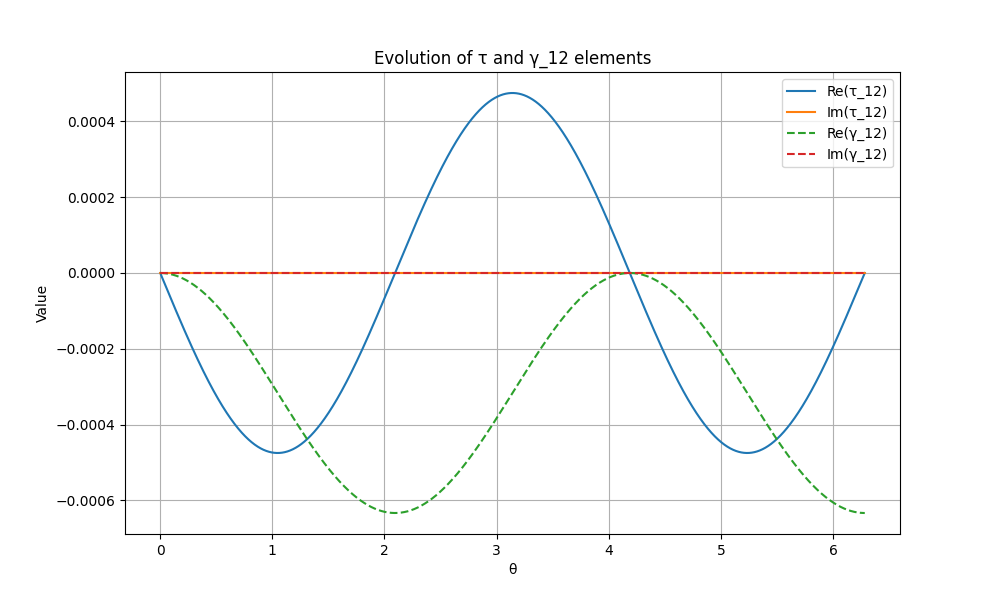 Evolution of τ and γ_12 elements
Re(τ_12)
Im(τ_12)
Re(γ_12)
Im(γ_12)
0.0004
0.0002
0.0000
−0.0002
−0.0004
−0.0006
Value
0 1 2 3 4 5 6
θ